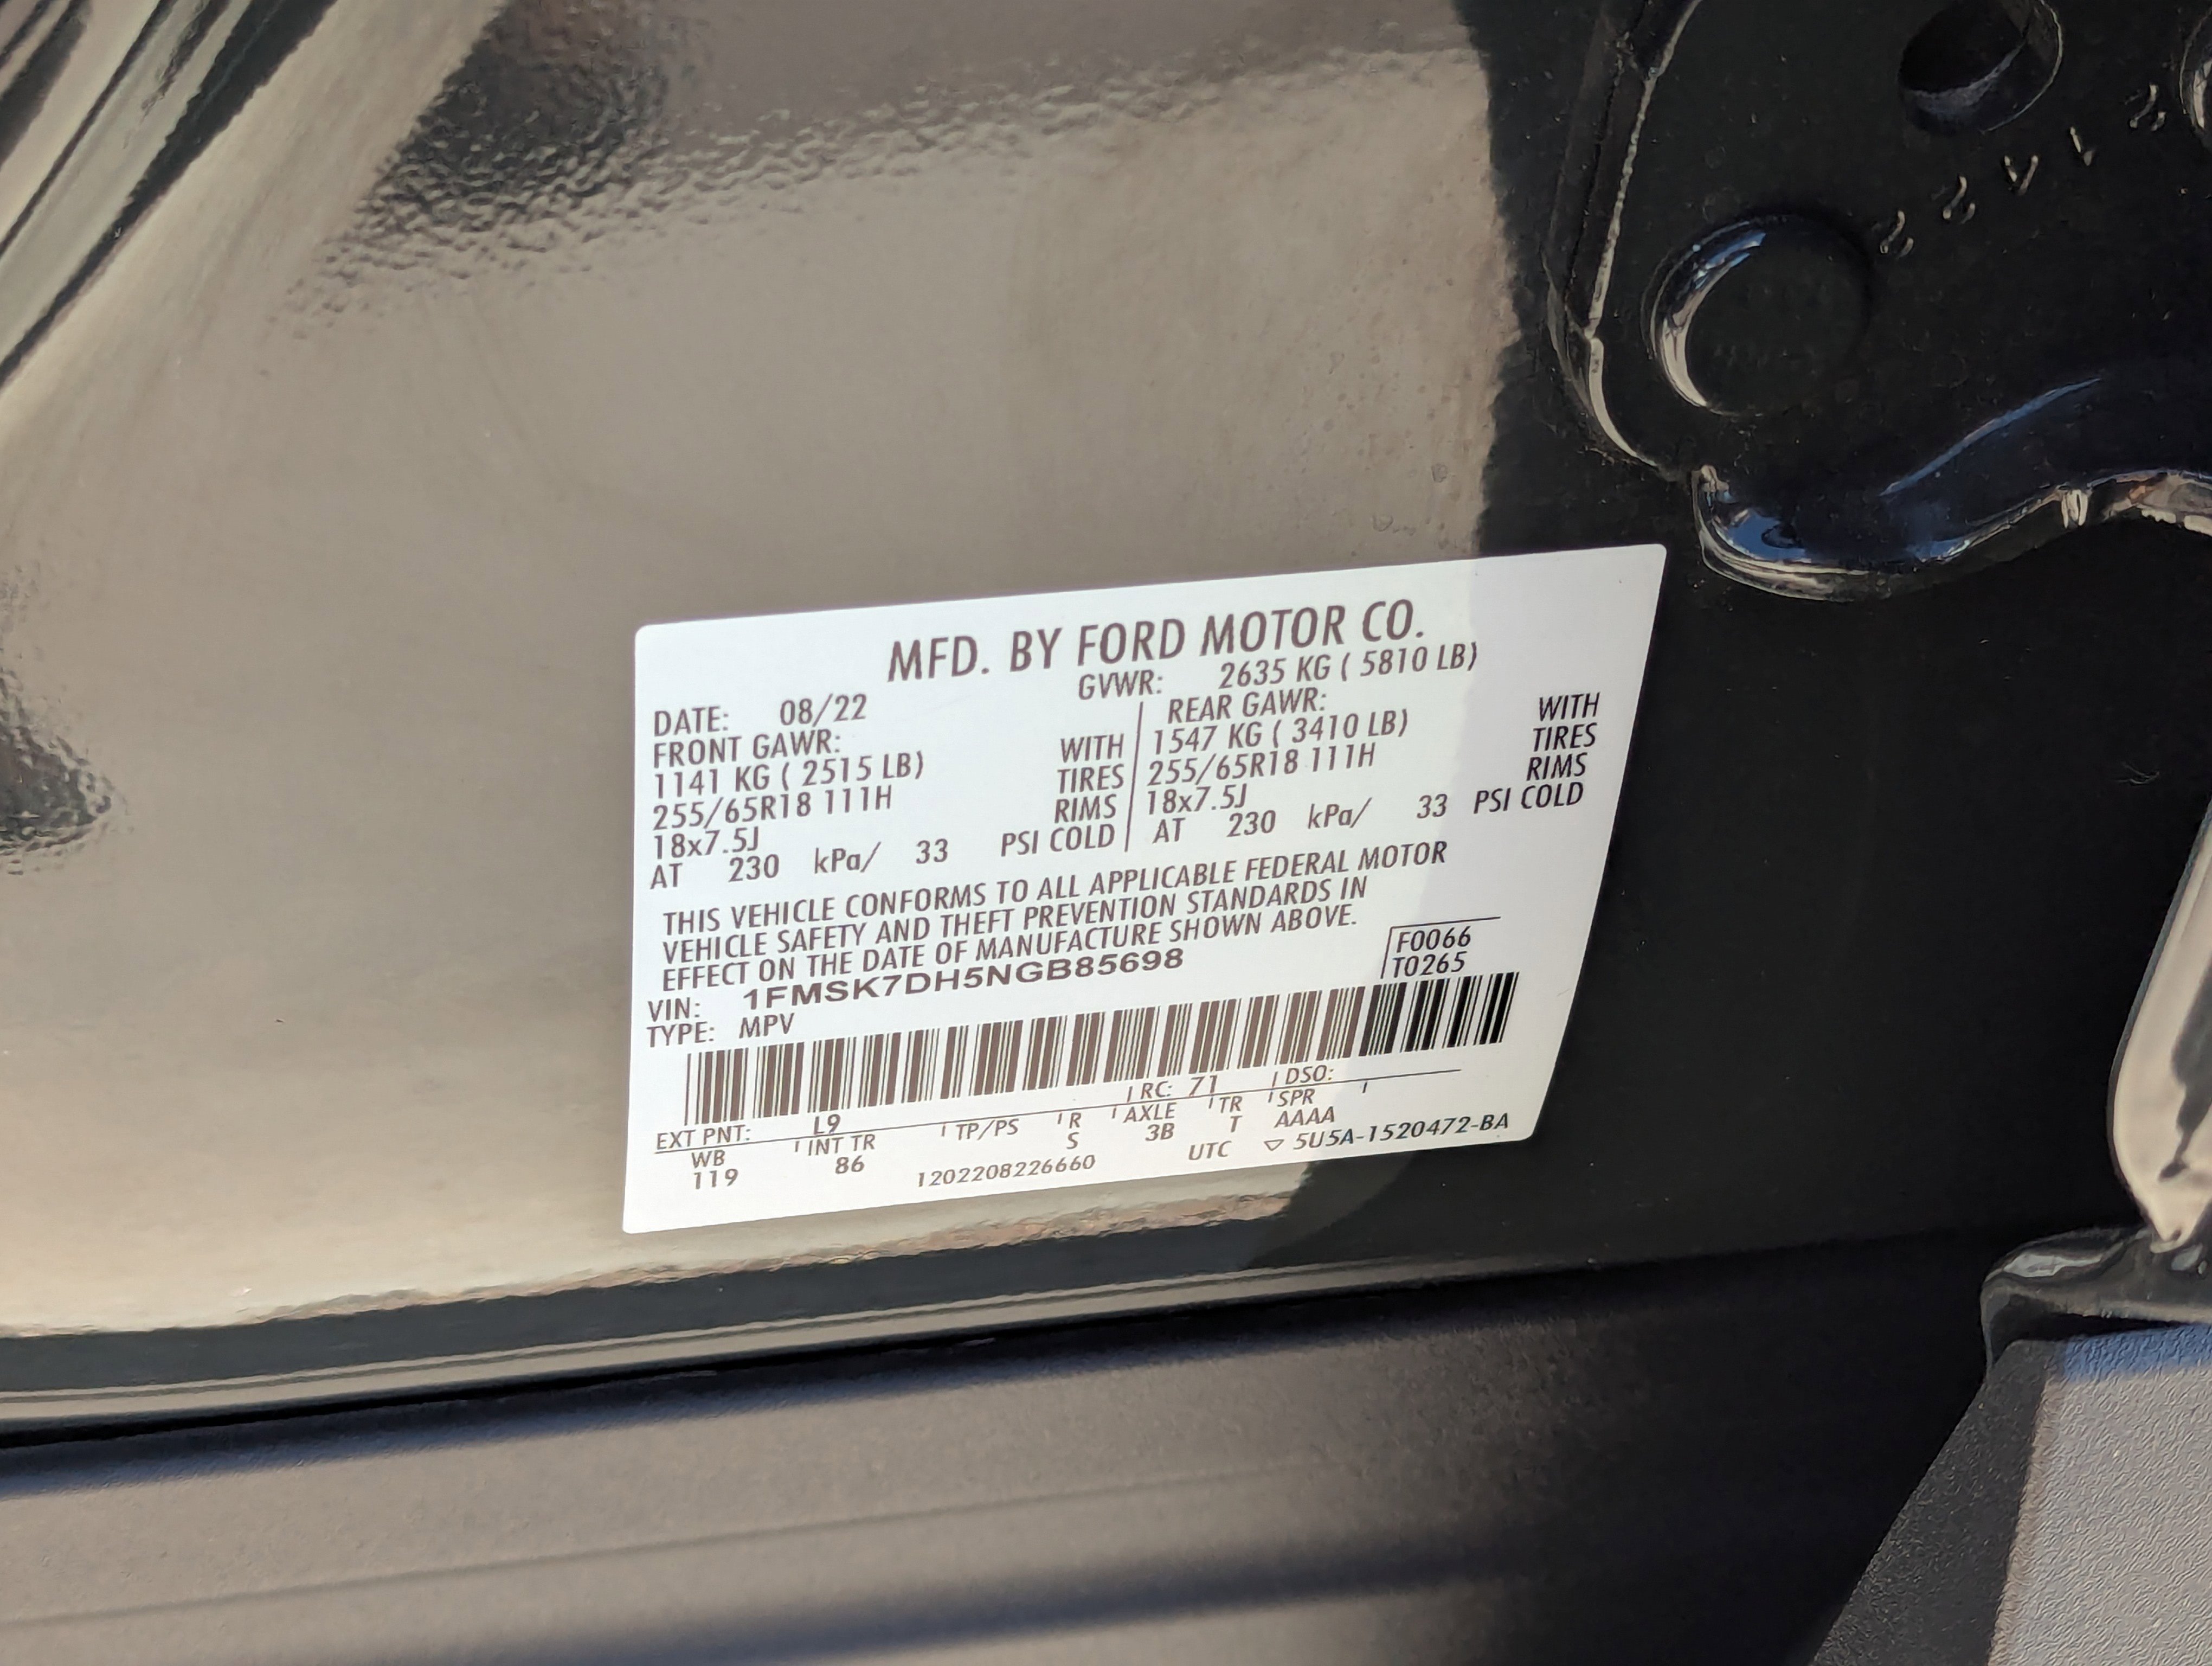 MFD. BY FORD MOTOR CO.
DATE: 08/22 GVWR: 2635 KG ( 5810 LB)
FRONT GAWR: REAR GAWR:
1141 KG ( 2515 LB) WITH 1547 KG ( 3410 LB) WITH
255/65R18 111H TIRES 255/65R18 111H TIRES
18x7.5J RIMS 18x7.5J RIMS
AT 230 kPa/ 33 PSI COLD AT 230 kPa/ 33 PSI COLD
THIS VEHICLE CONFORMS TO ALL APPLICABLE FEDERAL MOTOR
VEHICLE SAFETY AND THEFT PREVENTION STANDARDS IN
EFFECT ON THE DATE OF MANUFACTURE SHOWN ABOVE.
VIN: 1FMSK7DH5NGB85698 F0066
TYPE: MPV T0265
EXT PNT: L9 RC: 71 DSO:
WB INT TR TP/PS R AXLE TR SPR
119 86 S 3B T AAAA
1202208226660 UTC ▽ 5U5A-1520472-BA